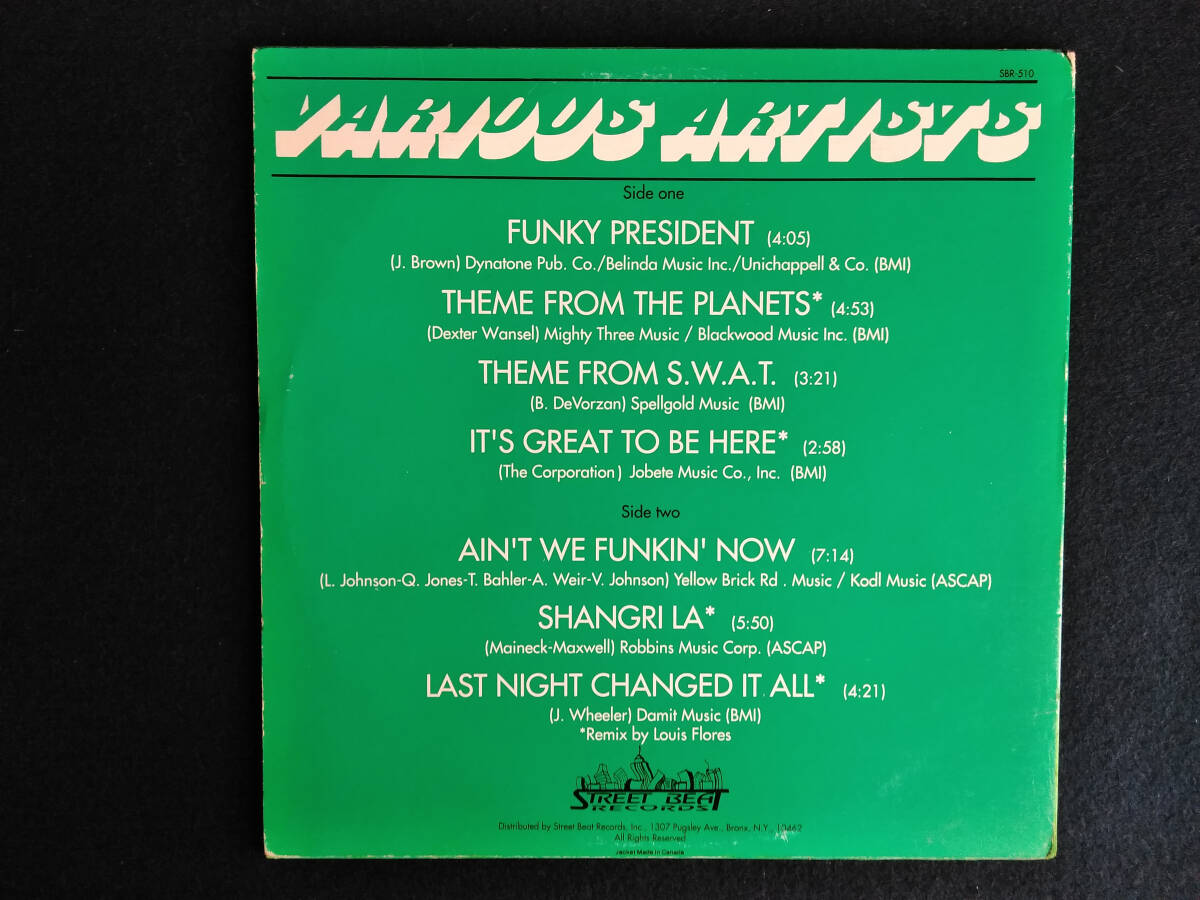 SBR-510
VARIOUS ARTISTS
Side one
FUNKY PRESIDENT (4:05)
(J. Brown) Dynatone Pub. Co./Belinda Music Inc./Unichappell & Co. (BMI)
THEME FROM THE PLANETS* (4:53)
(Dexter Wansel) Mighty Three Music / Blackwood Music Inc. (BMI)
THEME FROM S.W.A.T. (3:21)
(B. DeVorzan) Spellgold Music (BMI)
IT'S GREAT TO BE HERE* (2:58)
(The Corporation) Jobete Music Co., Inc. (BMI)
Side two
AIN'T WE FUNKIN' NOW (7:14)
(L. Johnson-Q. Jones-T. Bahler-A. Weir-V. Johnson) Yellow Brick Rd . Music / Kodl Music (ASCAP)
SHANGRI LA* (5:50)
(Maineck-Maxwell) Robbins Music Corp. (ASCAP)
LAST NIGHT CHANGED IT ALL* (4:21)
(J. Wheeler) Damit Music (BMI)
*Remix by Louis Flores
STREET BEAT
RECORDS
Distributed by Street Beat Records, Inc., 1307 Pugsley Ave., Bronx, N.Y., 10462
All Rights Reserved
Jacket Made in Canada